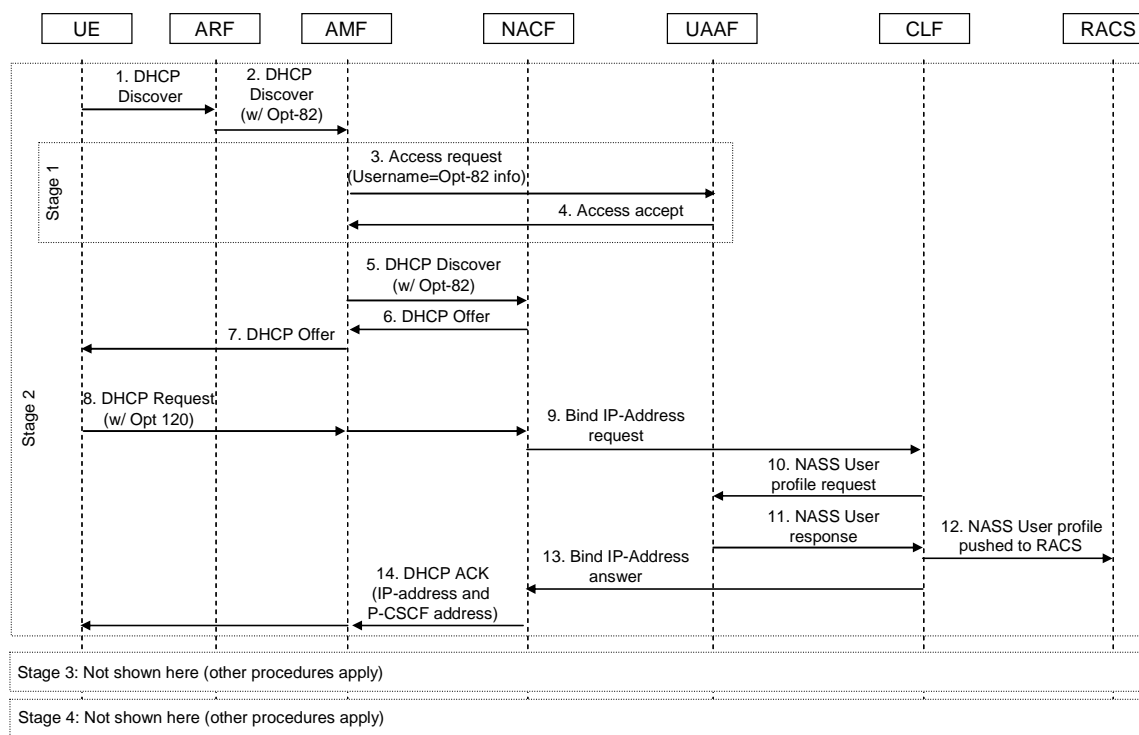 UE
ARF
AMF
NACF
UAAF
CLF
RACS
1. DHCP
Discover
2. DHCP
Discover
(w/ Opt-82)
Stage 1
3. Access request
(Username=Opt-82 info)
4. Access accept
5. DHCP Discover
(w/ Opt-82)
6. DHCP Offer
7. DHCP Offer
Stage 2
8. DHCP Request
(w/ Opt 120)
9. Bind IP-Address
request
10. NASS User
profile request
11. NASS User
response
12. NASS User profile
pushed to RACS
13. Bind IP-Address
answer
14. DHCP ACK
(IP-address and
P-CSCF address)
Stage 3: Not shown here (other procedures apply)
Stage 4: Not shown here (other procedures apply)